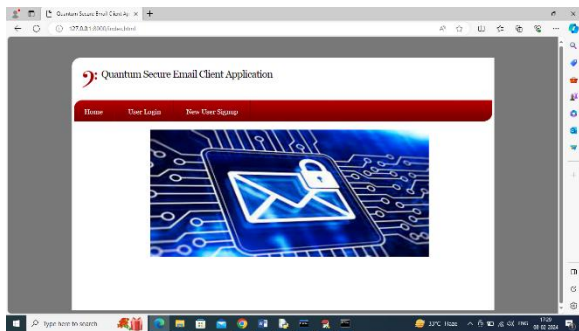 Quantum Secure Email Client Ap
127.0.0.1:8000/index.html
Quantum Secure Email Client Application
Home User Login New User Signup
Type here to search
33°C Haze
ENG
17:09